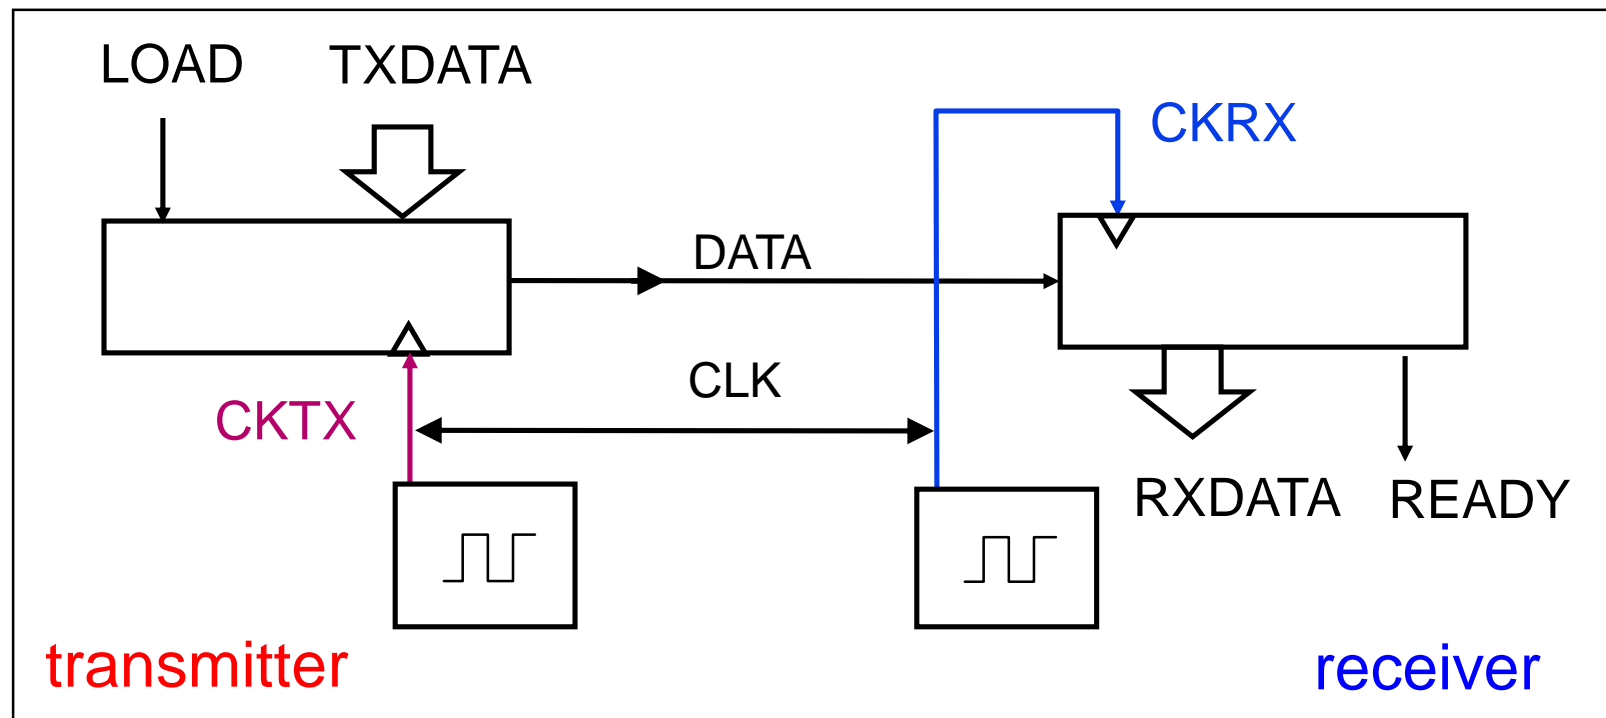 LOAD
TXDATA
CKRX
DATA
CLK
CKTX
RXDATA
READY
transmitter
receiver